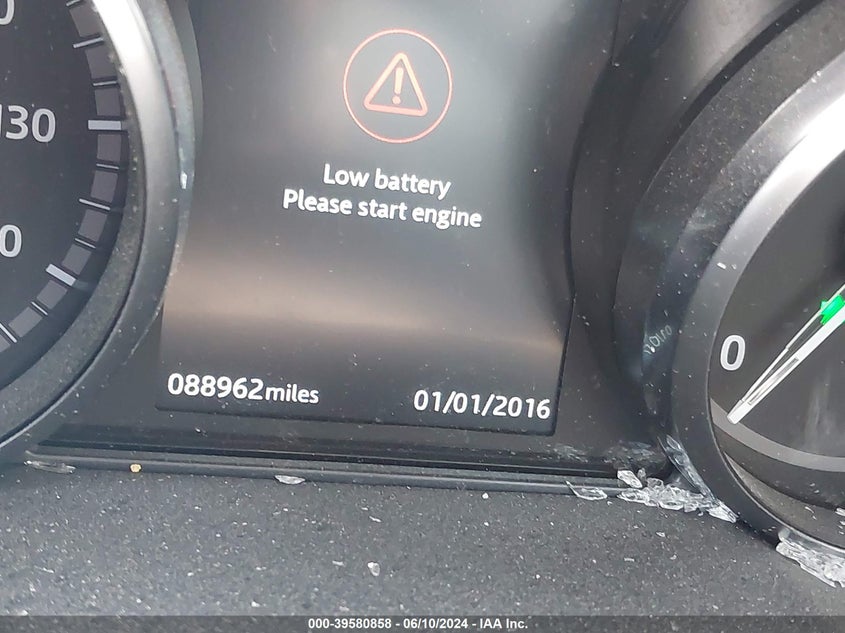 130
0
Low battery
Please start engine
0
088962miles 01/01/2016
000-39580858 - 06/10/2024 - IAA Inc.